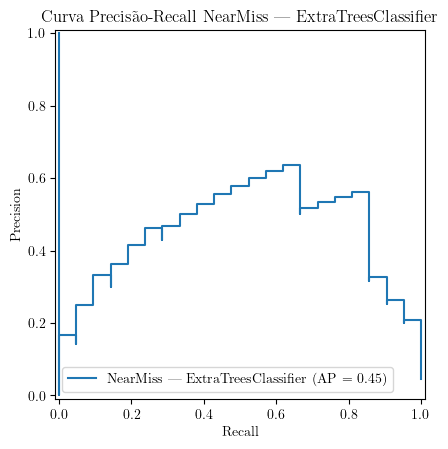 Curva Precisão-Recall NearMiss — ExtraTreesClassifier
1.0
0.8
0.6
0.4
0.2
0.0
Precision
NearMiss — ExtraTreesClassifier (AP = 0.45)
0.0 0.2 0.4 0.6 0.8 1.0
Recall